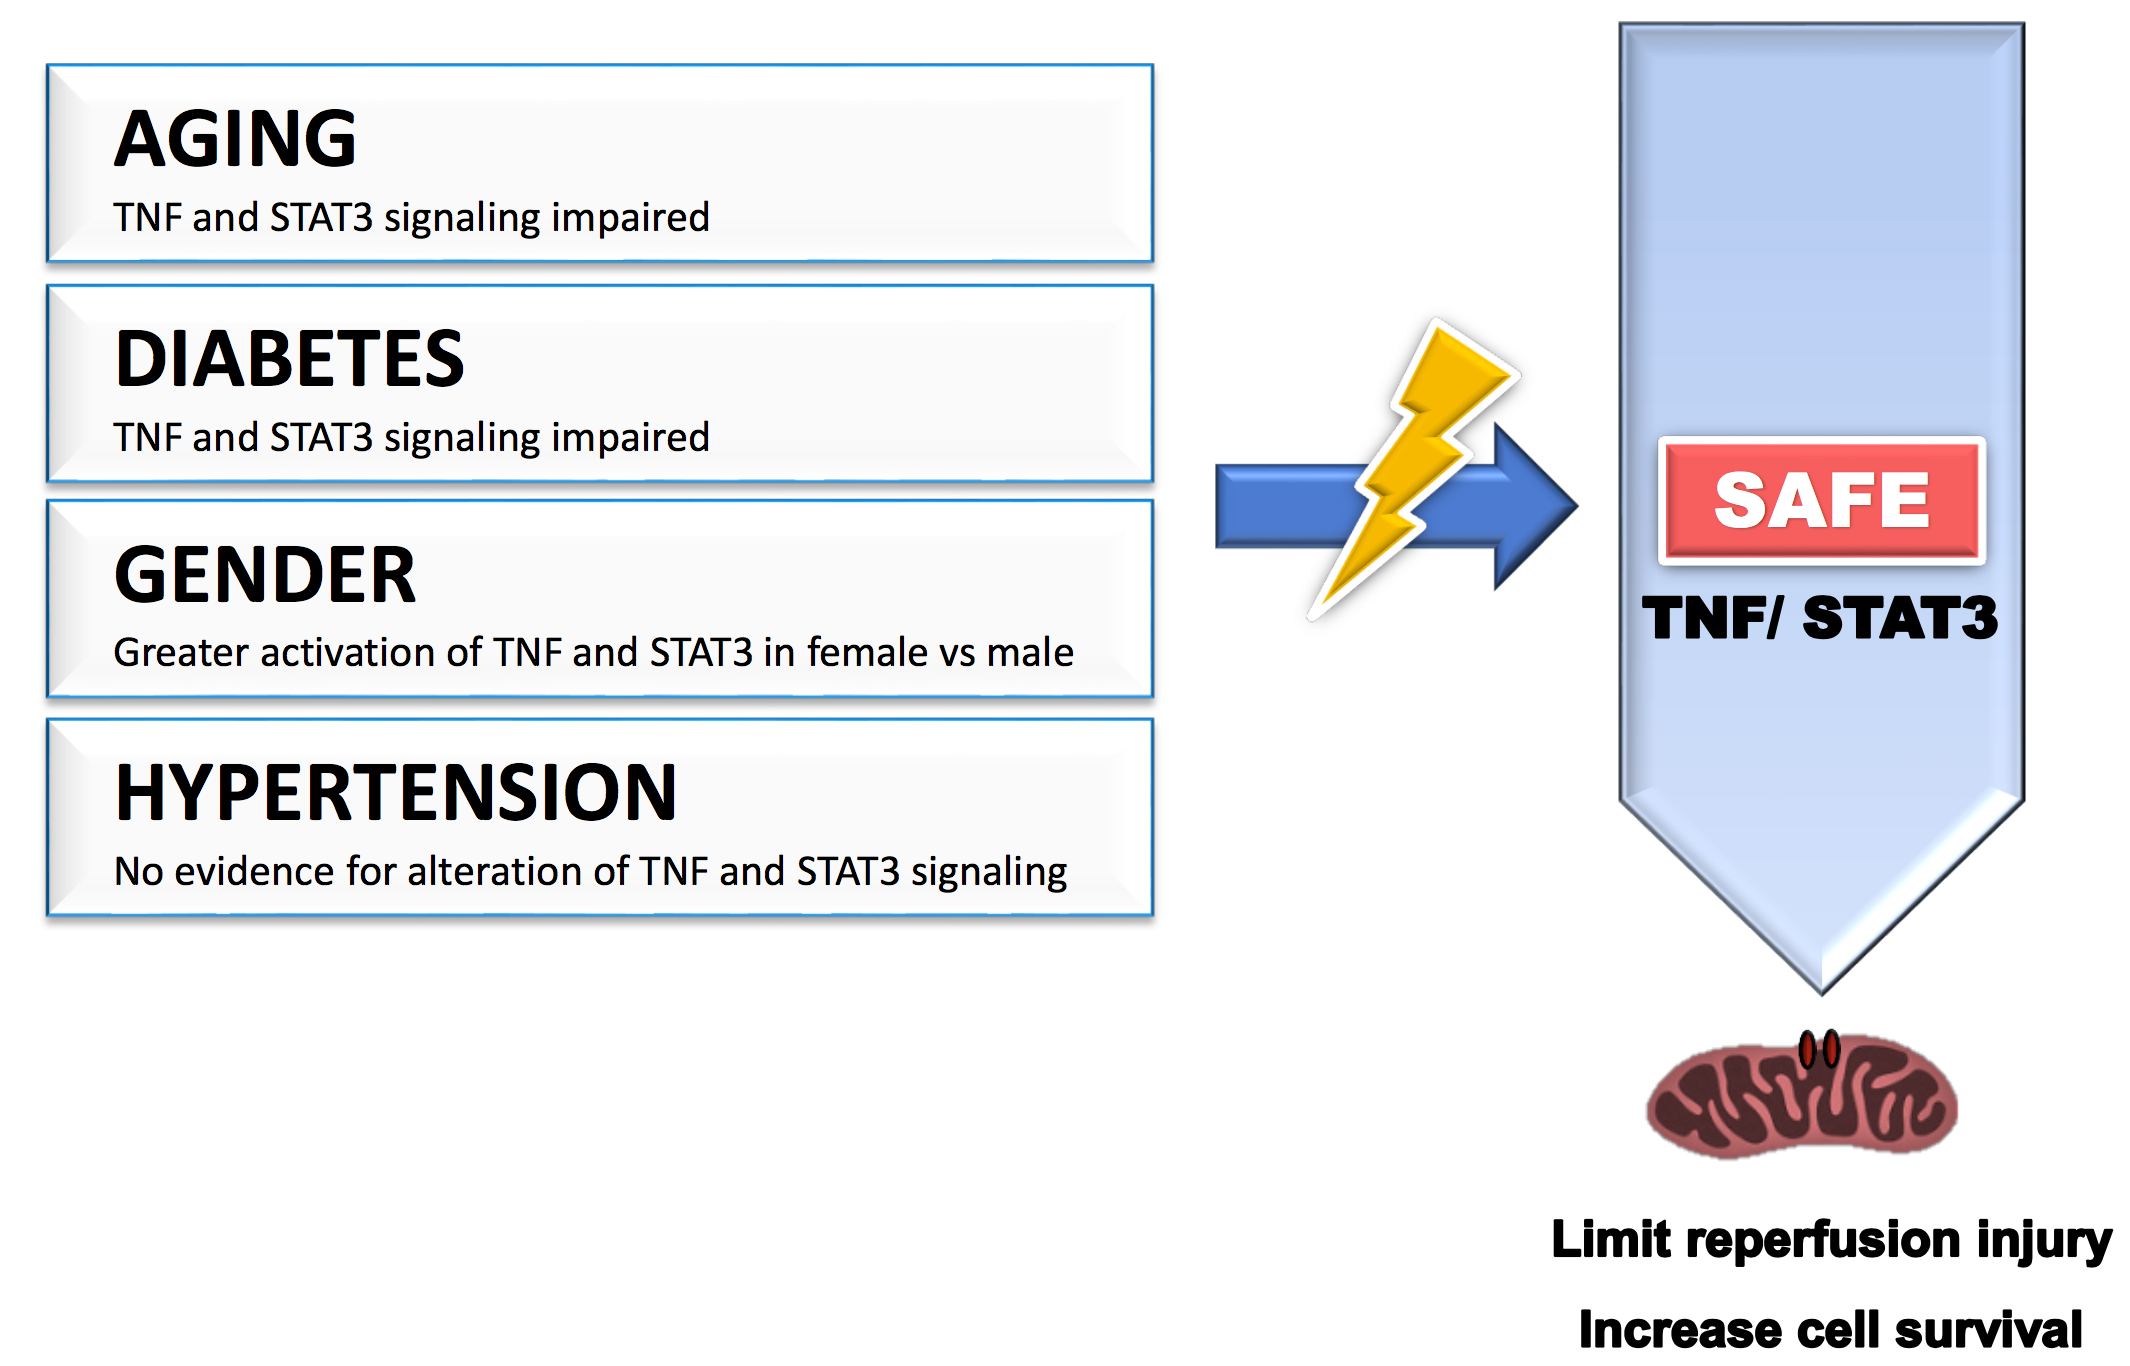 AGING
TNF and STAT3 signaling impaired
DIABETES
TNF and STAT3 signaling impaired
GENDER
Greater activation of TNF and STAT3 in female vs male
HYPERTENSION
No evidence for alteration of TNF and STAT3 signaling
SAFE
TNF/ STAT3
Limit reperfusion injury
Increase cell survival